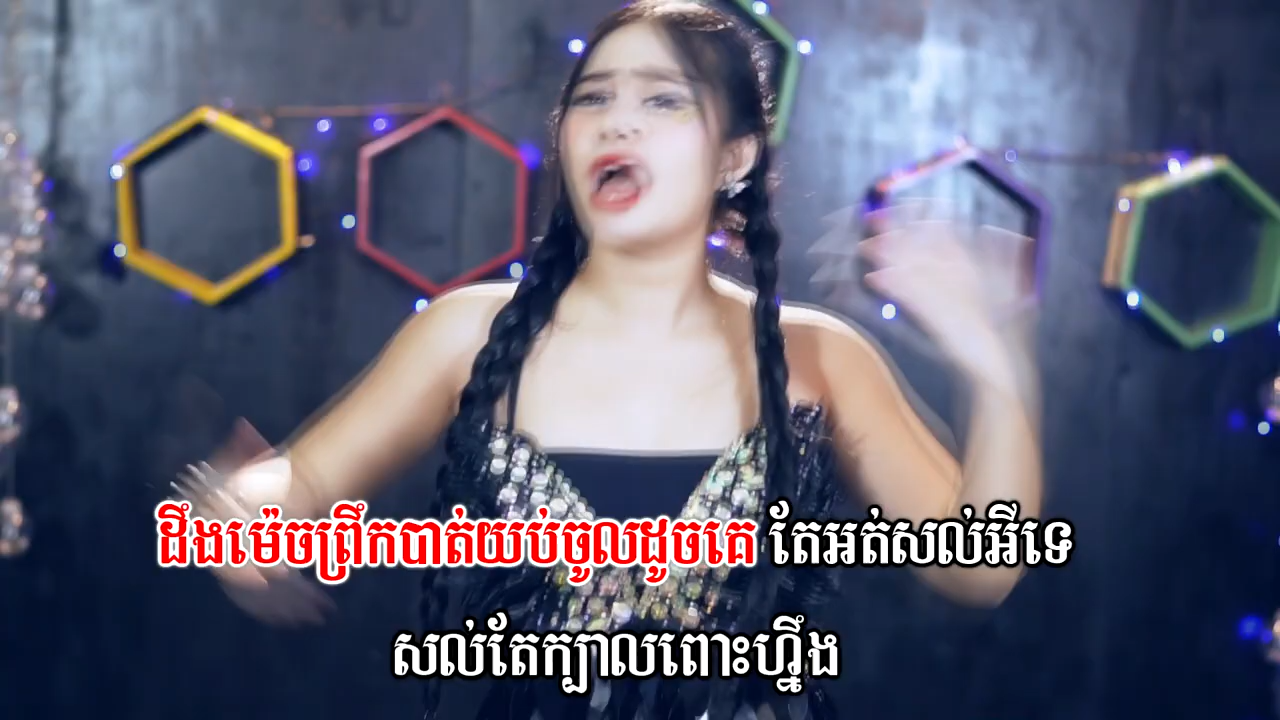 ដឹងម៉េចព្រឹកបាត់យប់ចូលដូចគេ តែអត់សល់អីទេ
សល់តែក្បាលពោះហ្នឹង